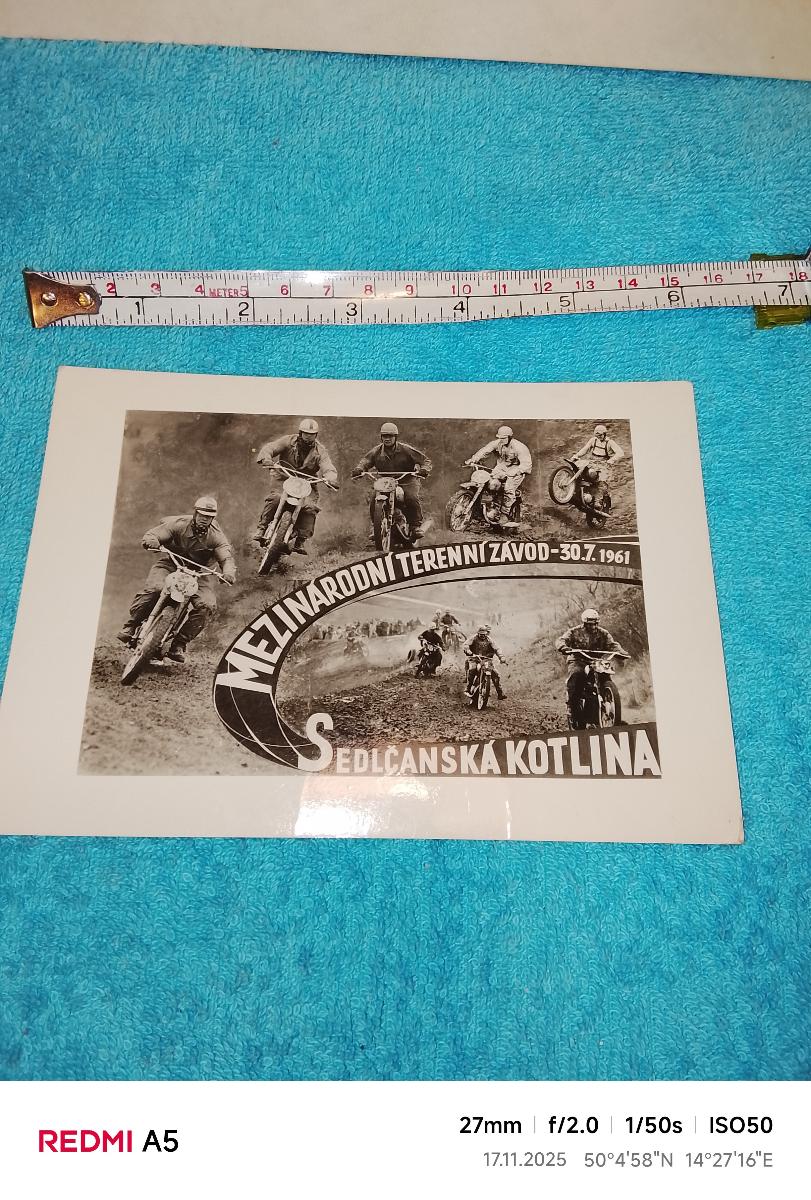 2 3 4 METER 5 6 7 8 9 10 11 12 13 14 15 16 17 18
1 2 3 4 5 6 7
MEZINÁRODNÍ TERENNÍ ZÁVOD-30.7. 1961
SEDLČANSKÁ KOTLINA
REDMI A5
27mm | f/2.0 | 1/50s | ISO50
17.11.2025 50°4'58"N 14°27'16"E